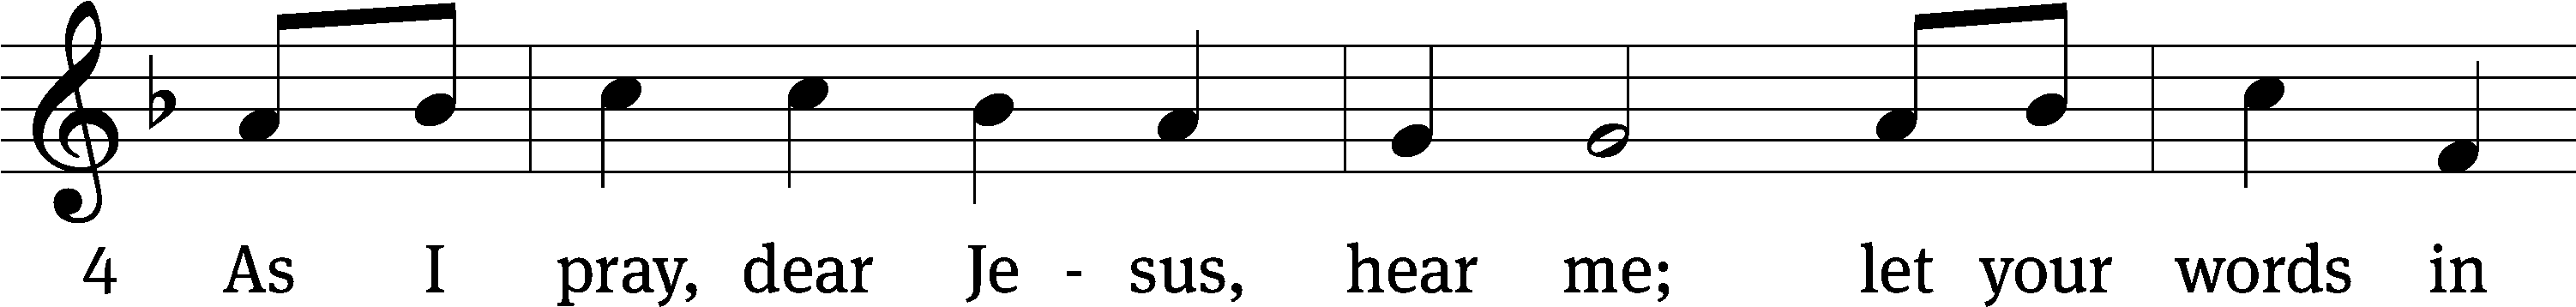 4 As I pray, dear Je - sus, hear me; let your words in